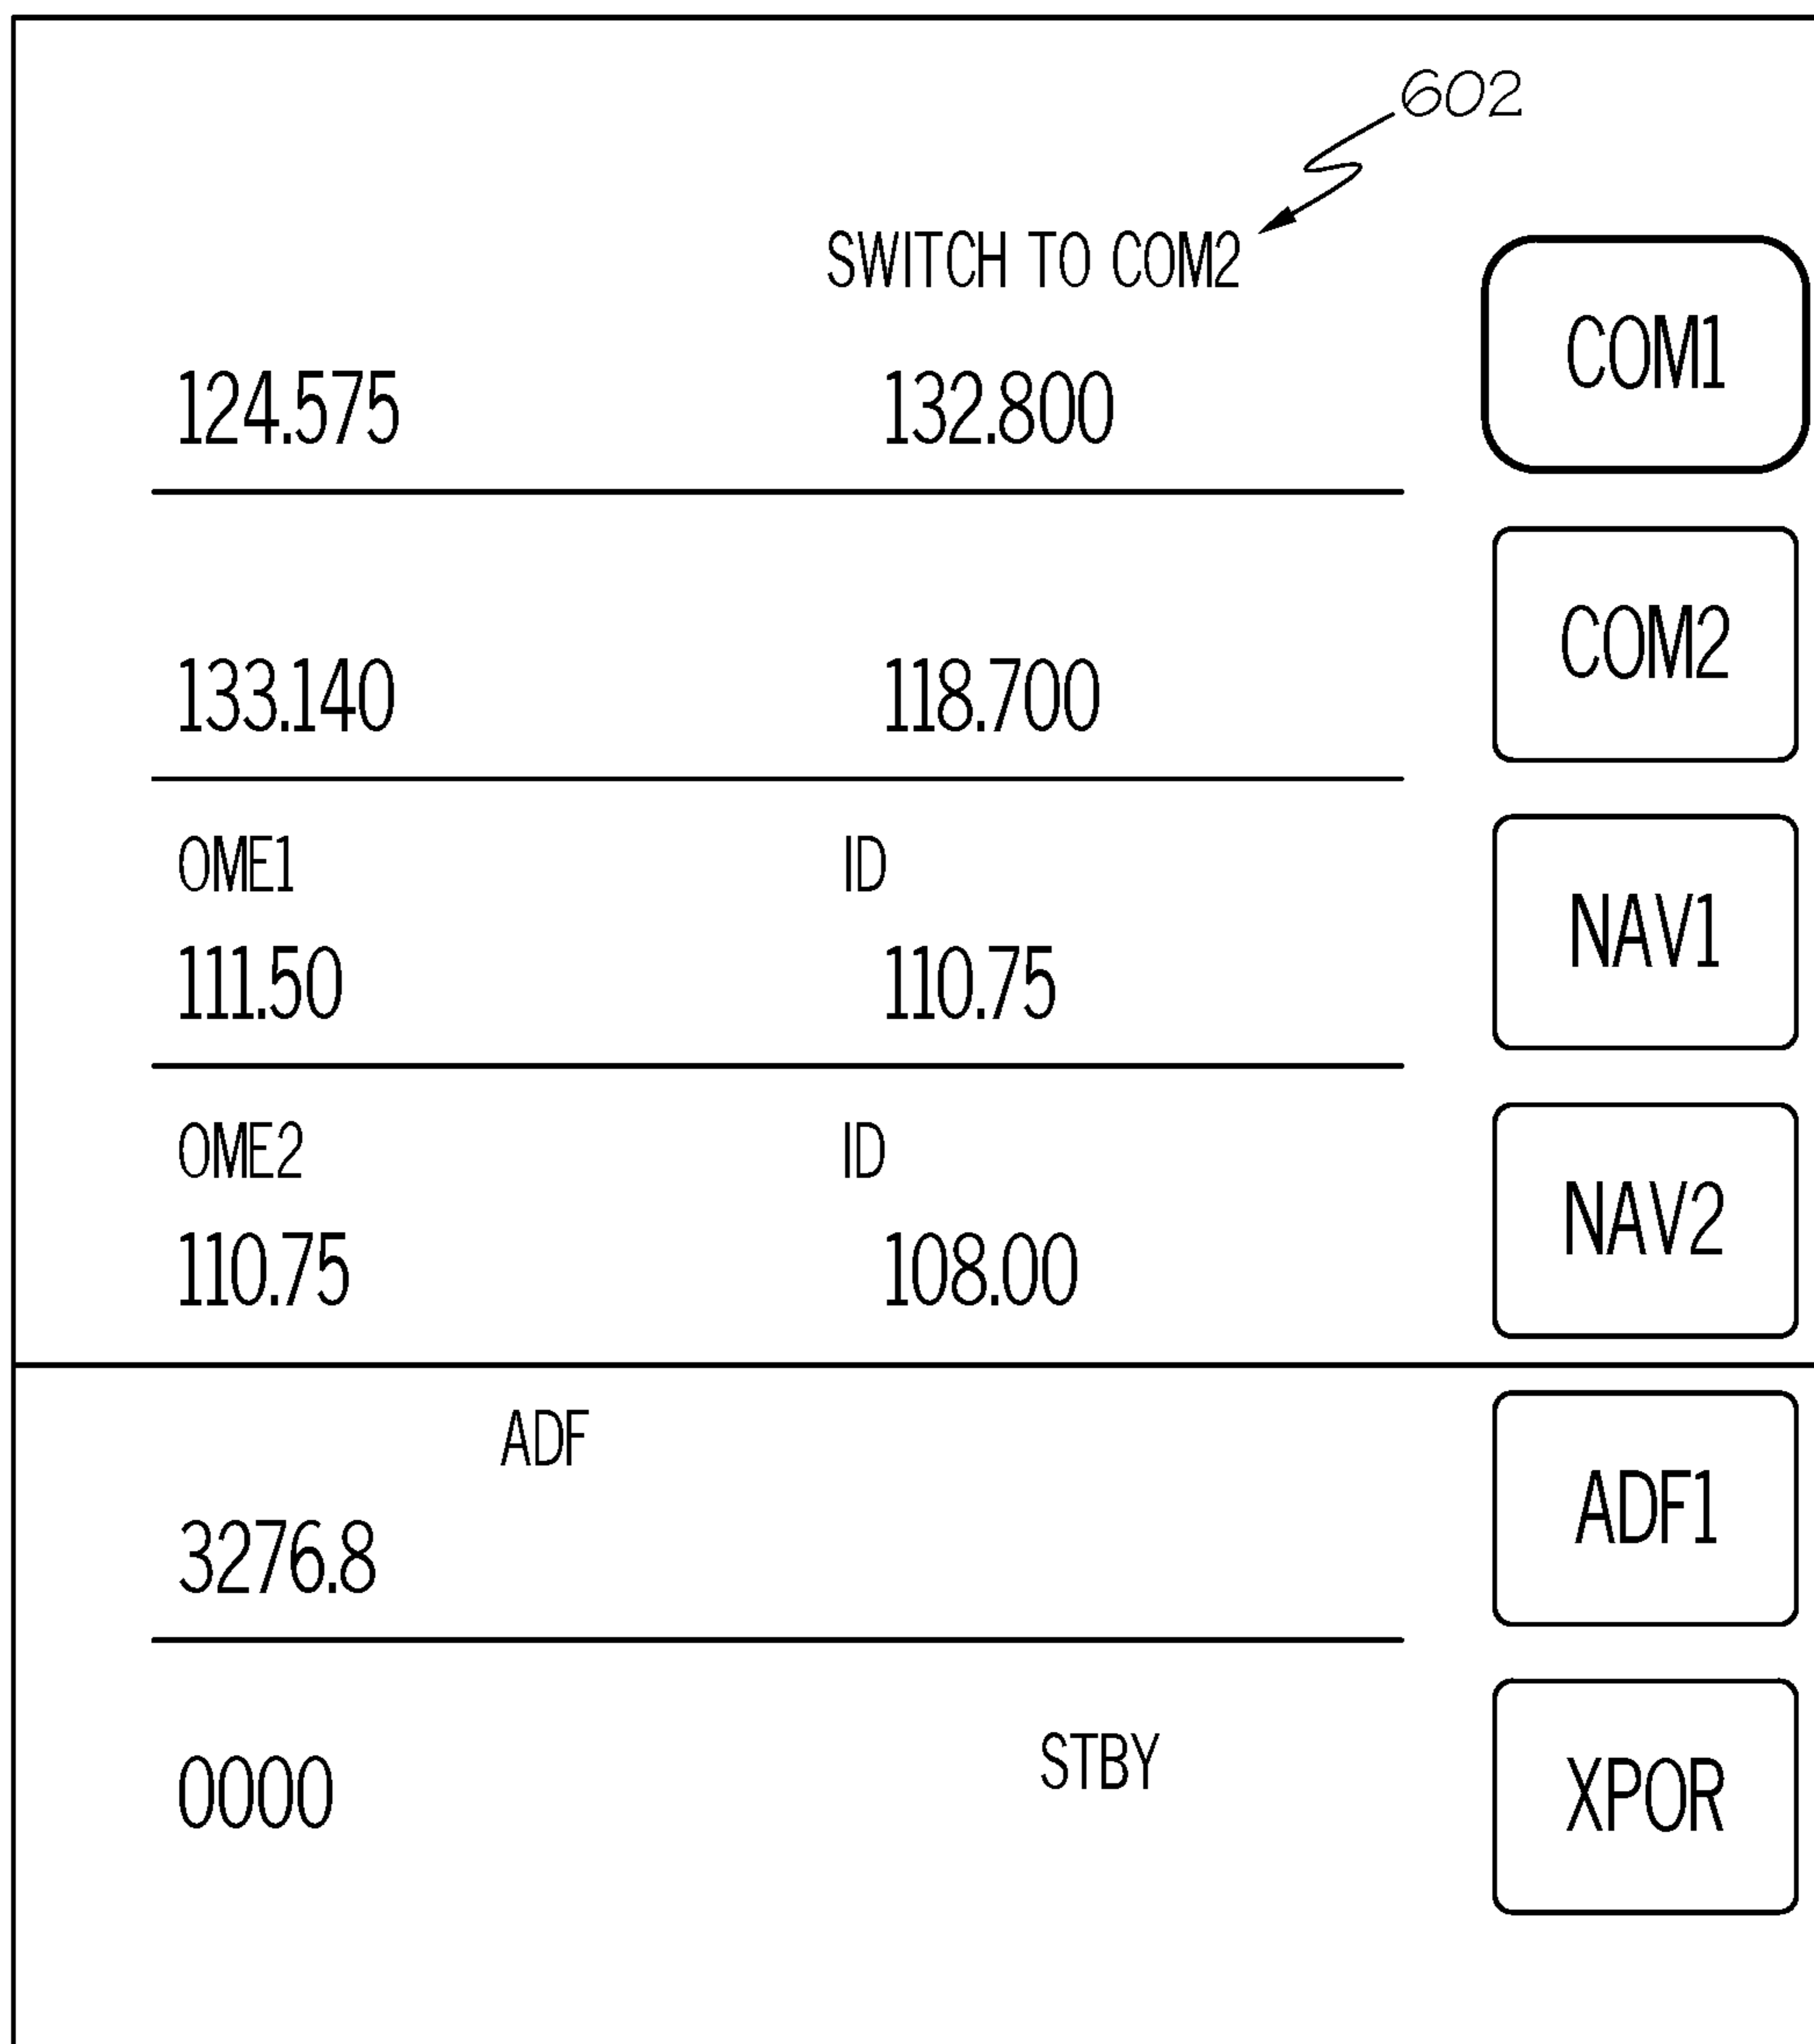 602
SWITCH TO COM2
124.575 132.800 COM1
133.140 118.700 COM2
OME1 ID
111.50 110.75 NAV1
OME2 ID
110.75 108.00 NAV2
ADF
3276.8 ADF1
0000 STBY XPOR